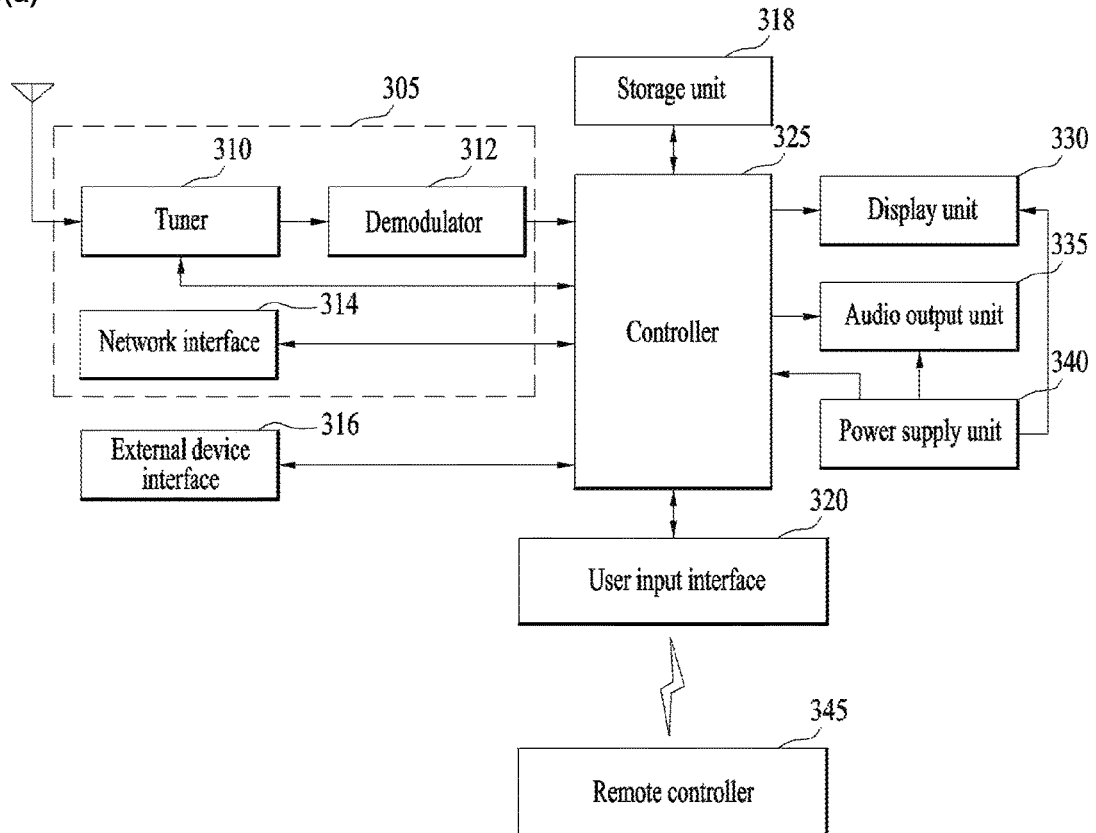 (a)
318
Storage unit
305
325
330
310
312
Tuner
Demodulator
Display unit
335
314
Controller
Audio output unit
Network interface
340
316
Power supply unit
External device
interface
320
User input interface
345
Remote controller